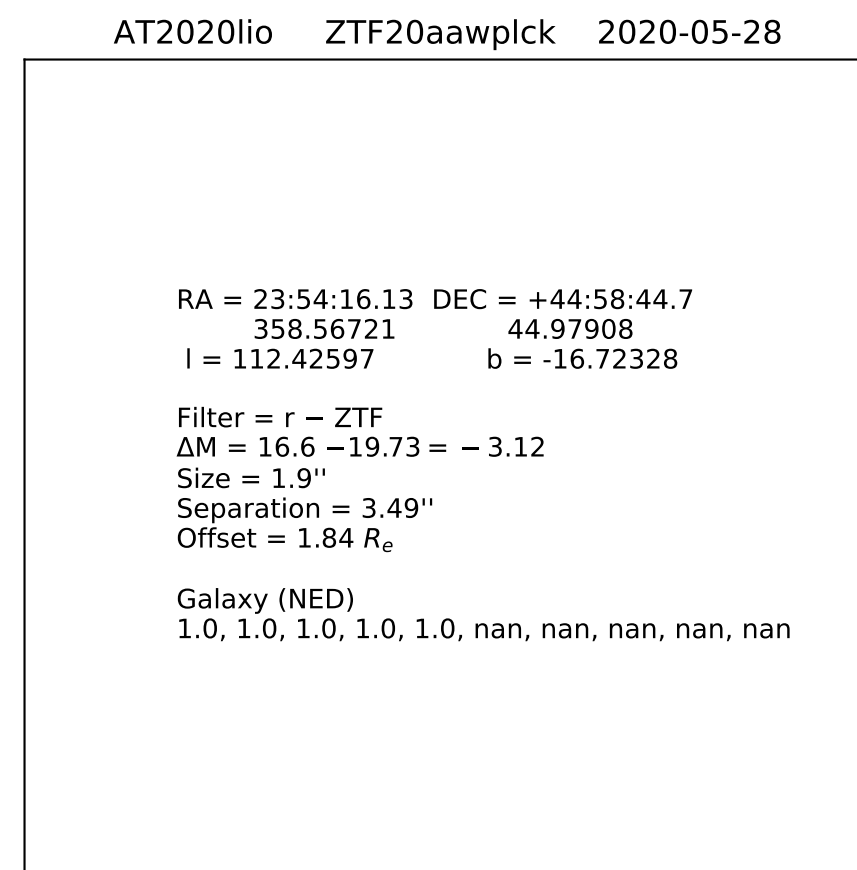 AT2020lio ZTF20aawplck 2020-05-28
RA = 23:54:16.13 DEC = +44:58:44.7
358.56721 44.97908
l = 112.42597 b = -16.72328
Filter = r − ZTF
ΔM = 16.6 −19.73 = − 3.12
Size = 1.9''
Separation = 3.49''
Offset = 1.84 Re
Galaxy (NED)
1.0, 1.0, 1.0, 1.0, 1.0, nan, nan, nan, nan, nan